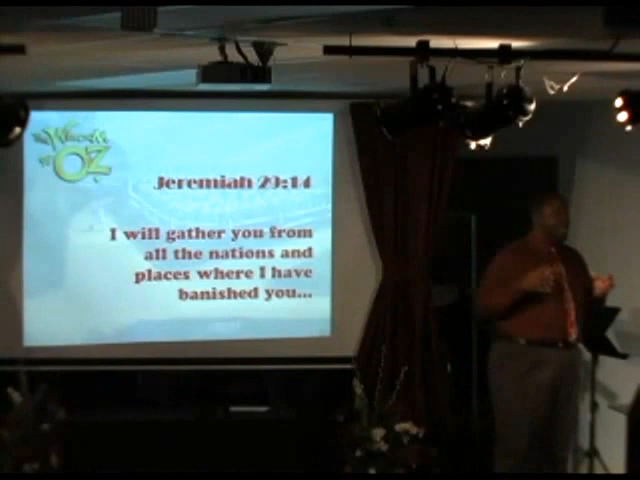 The Wizard
of OZ
Jeremiah 29:14
I will gather you from
all the nations and
places where I have
banished you...